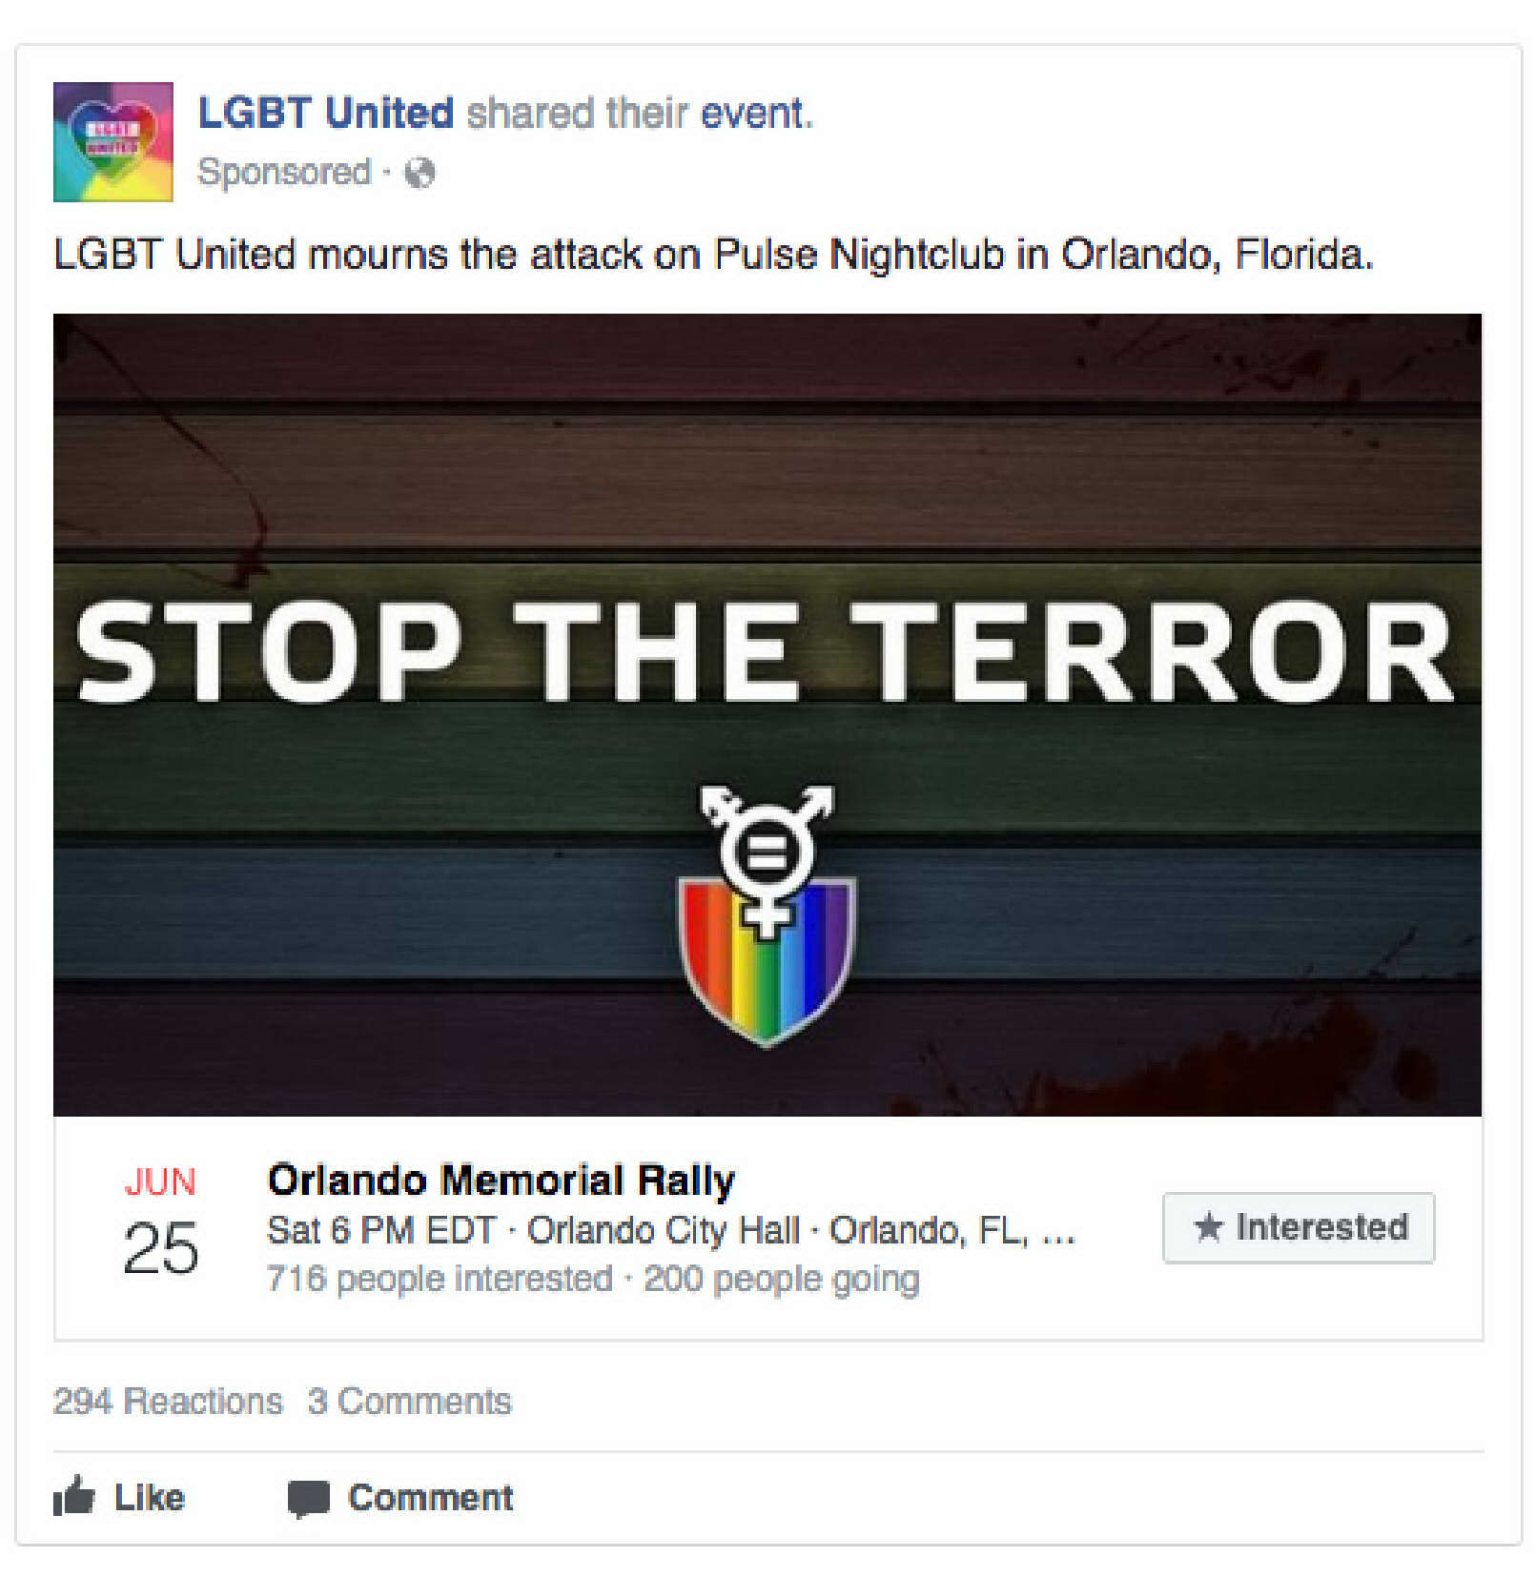 LGBT United shared their event.
Sponsored ·
LGBT United mourns the attack on Pulse Nightclub in Orlando, Florida.
STOP THE TERROR
JUN
25
Orlando Memorial Rally
Sat 6 PM EDT · Orlando City Hall · Orlando, FL, ...
716 people interested · 200 people going
★ Interested
294 Reactions 3 Comments
Like Comment